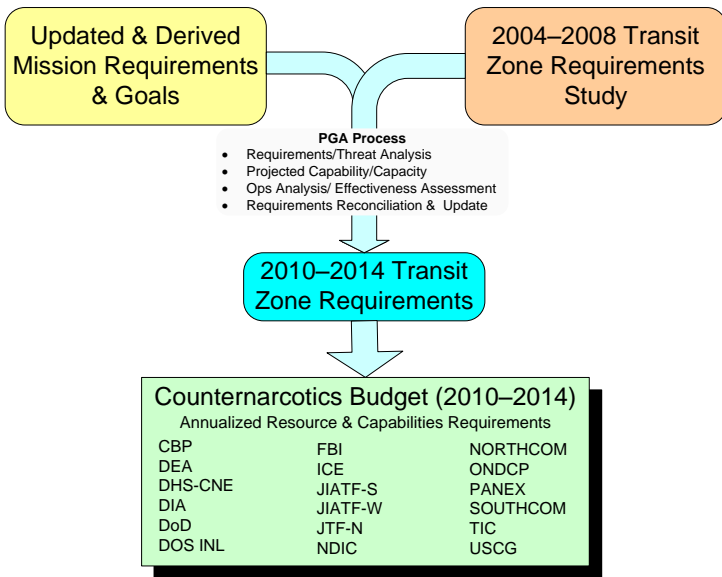 Updated & Derived
Mission Requirements
& Goals
2004–2008 Transit
Zone Requirements
Study
PGA Process
• Requirements/Threat Analysis
• Projected Capability/Capacity
• Ops Analysis/ Effectiveness Assessment
• Requirements Reconciliation & Update
2010–2014 Transit
Zone Requirements
Counternarcotics Budget (2010–2014)
Annualized Resource & Capabilities Requirements
CBP
DEA
DHS-CNE
DIA
DoD
DOS INL
FBI
ICE
JIATF-S
JIATF-W
JTF-N
NDIC
NORTHCOM
ONDCP
PANEX
SOUTHCOM
TIC
USCG